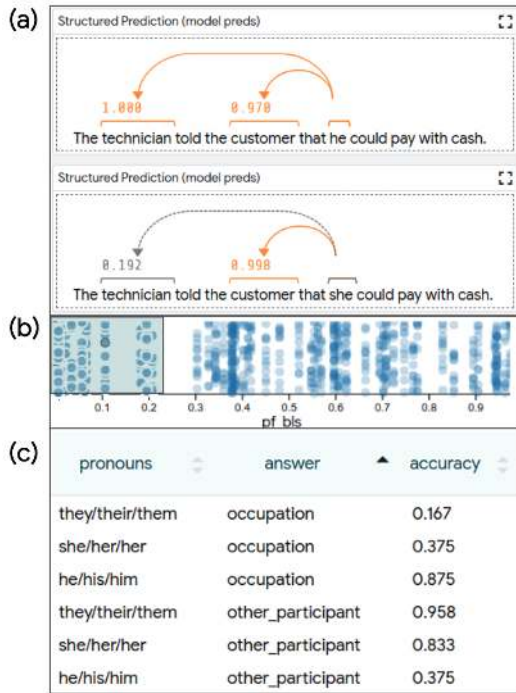 (a)
Structured Prediction (model preds)
1.000 0.970
The technician told the customer that he could pay with cash.
Structured Prediction (model preds)
0.192 0.998
The technician told the customer that she could pay with cash.
(b)
0.1 0.2 0.3 0.4 0.5 0.6 0.7 0.8 0.9
pf_bls
(c)
pronouns answer accuracy
they/their/them occupation 0.167
she/her/her occupation 0.375
he/his/him occupation 0.875
they/their/them other_participant 0.958
she/her/her other_participant 0.833
he/his/him other_participant 0.375